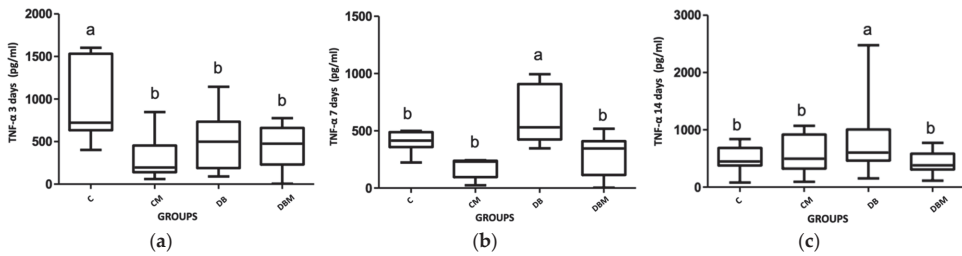 a
b
b
b
2000
1500
1000
500
0
TNF-α 3 days (pg/ml)
C
CM
DB
DBM
GROUPS
(a)
b
b
a
b
1500
1000
500
0
TNF-α 7 days (pg/ml)
C
CM
DB
DBM
GROUPS
(b)
b
b
a
b
3000
2000
1000
0
TNF-α 14 days (pg/ml)
C
CM
DB
DBM
GROUPS
(c)